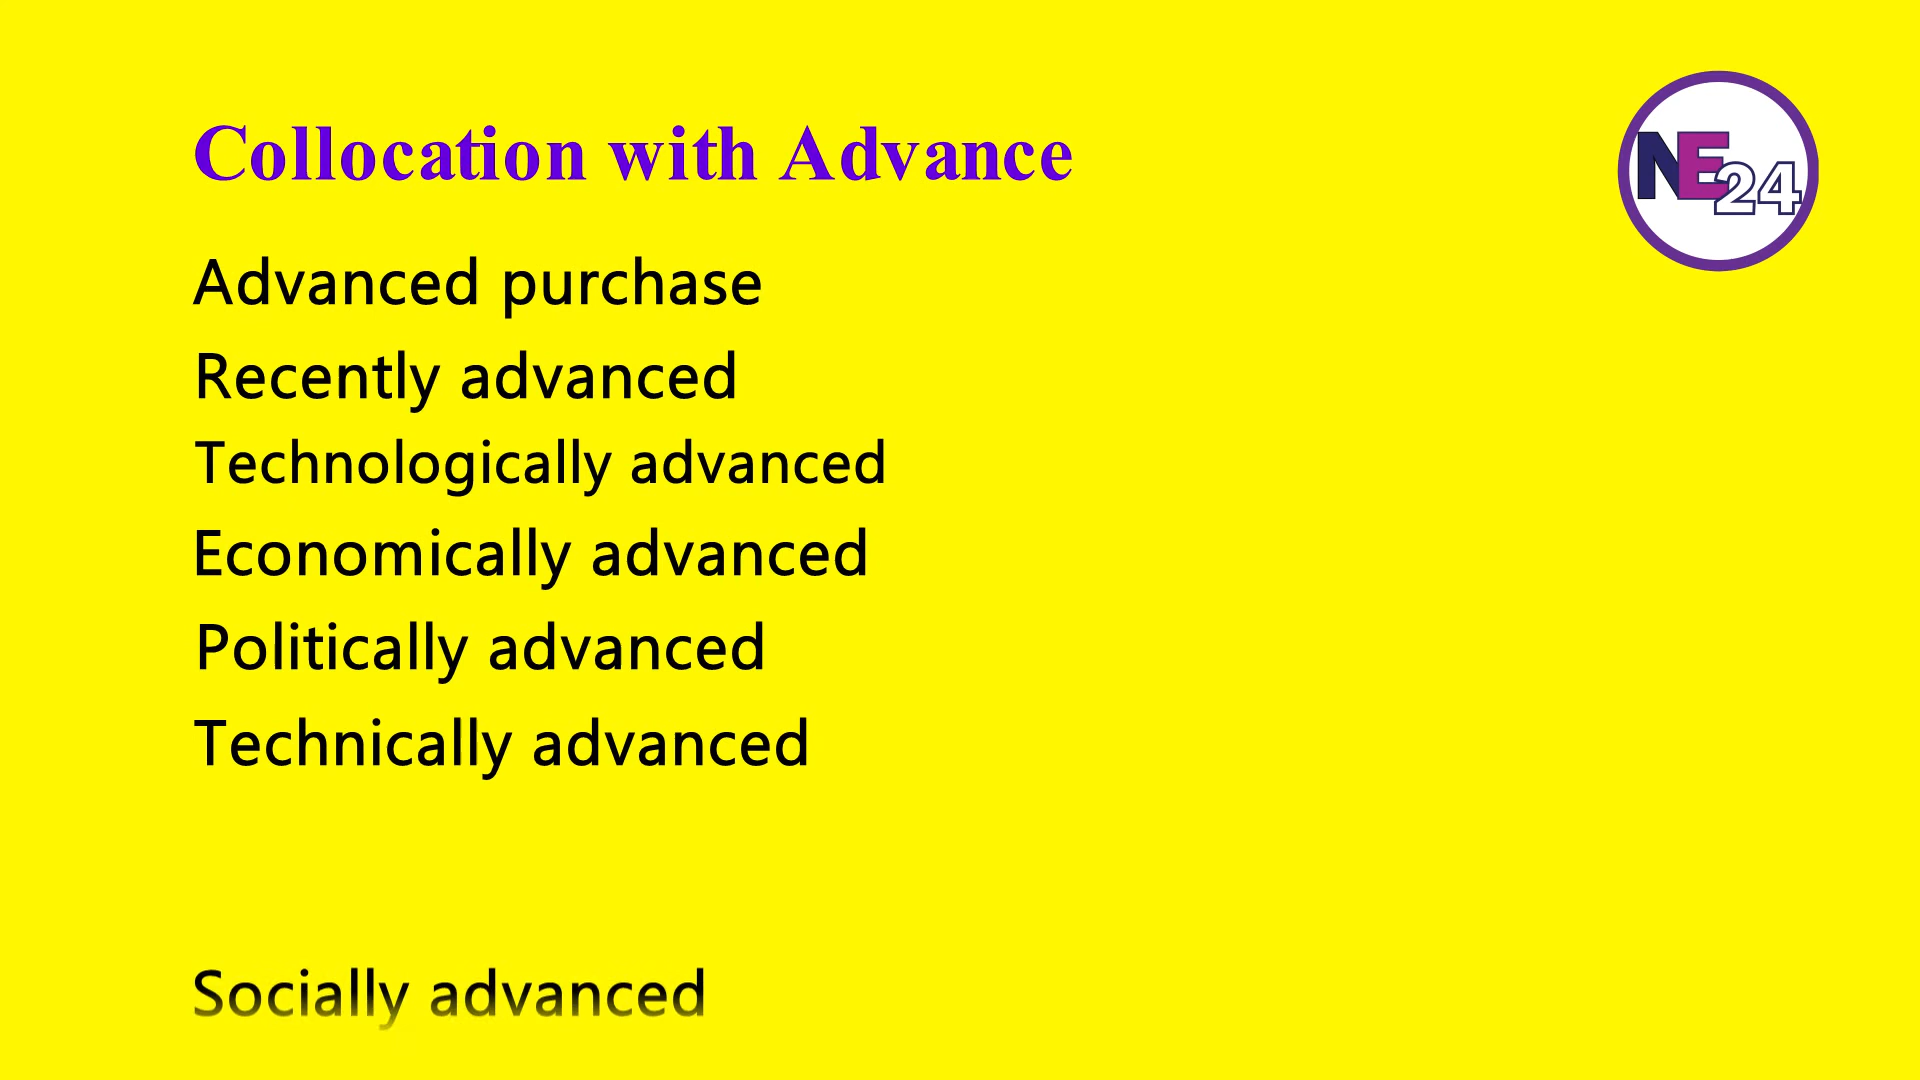 Collocation with Advance
NE24
Advanced purchase
Recently advanced
Technologically advanced
Economically advanced
Politically advanced
Technically advanced
Socially advanced